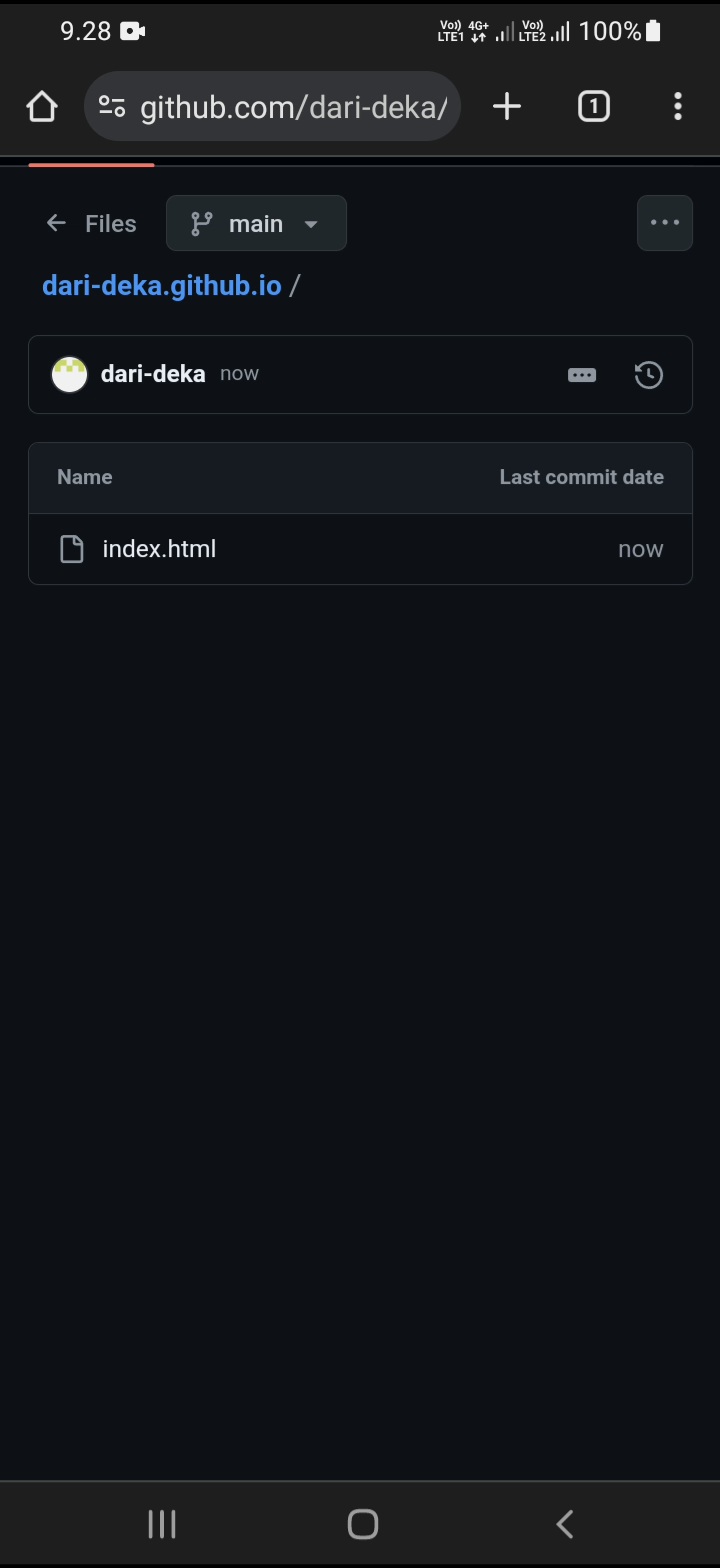 9.28 Vo)) LTE1 4G+ Vo)) LTE2 100%
github.com/dari-deka/ 1
Files main
dari-deka.github.io /
dari-deka now
Name Last commit date
index.html now